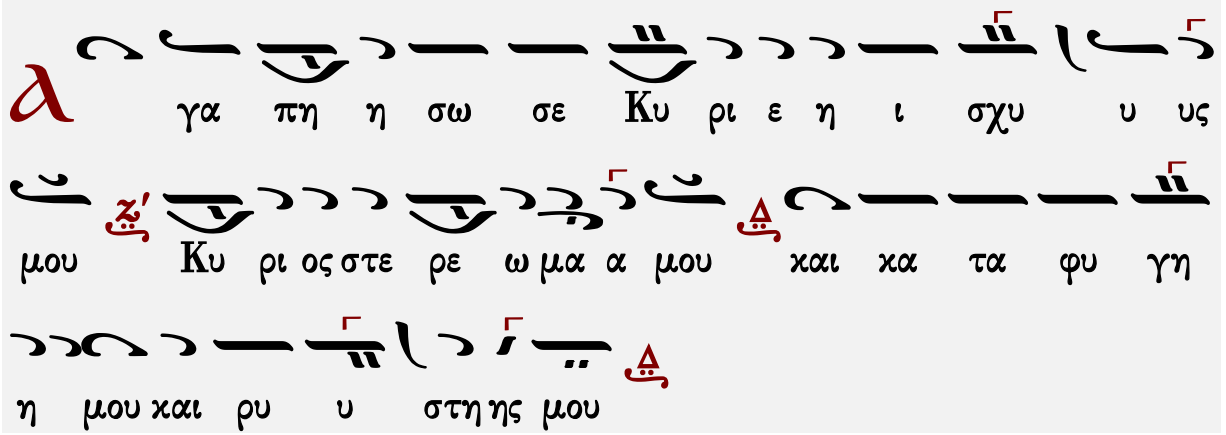 α γα πη η σω σε Κυ ρι ε η ι σχυ υ υς
μου ζ΄ Κυ ρι ος στε ρε ω μα α μου Δ και κα τα φυ γη
η μου και ρυ υ στη ης μου Δ